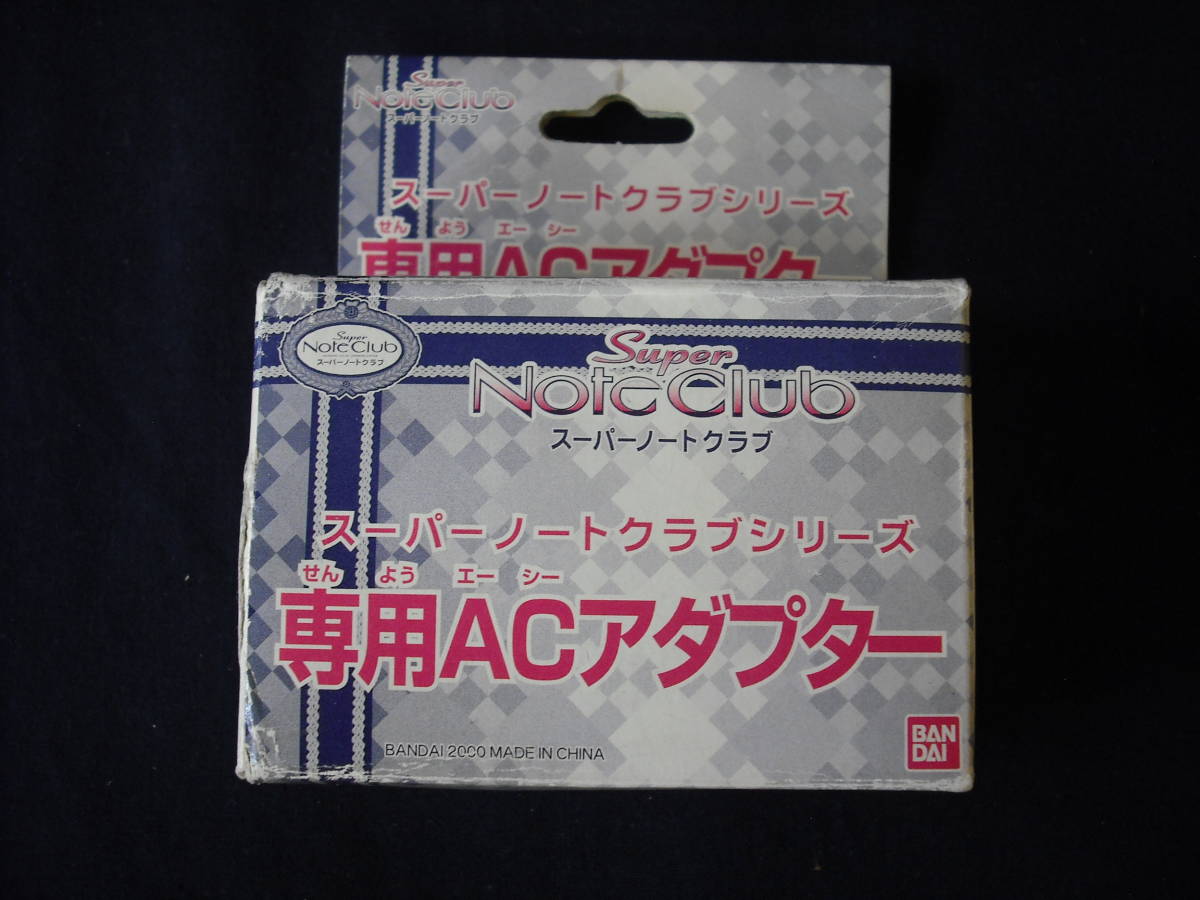 Super
NoteClub
スーパーノートクラブ
スーパーノートクラブシリーズ
せん よう エー シー
専用ACアダプタ
Super
NoteClub
スーパーノートクラブ
Super
NoteClub
スーパーノートクラブ
スーパーノートクラブシリーズ
せん よう エー シー
専用ACアダプター
BANDAI 2000 MADE IN CHINA
BAN
DAI